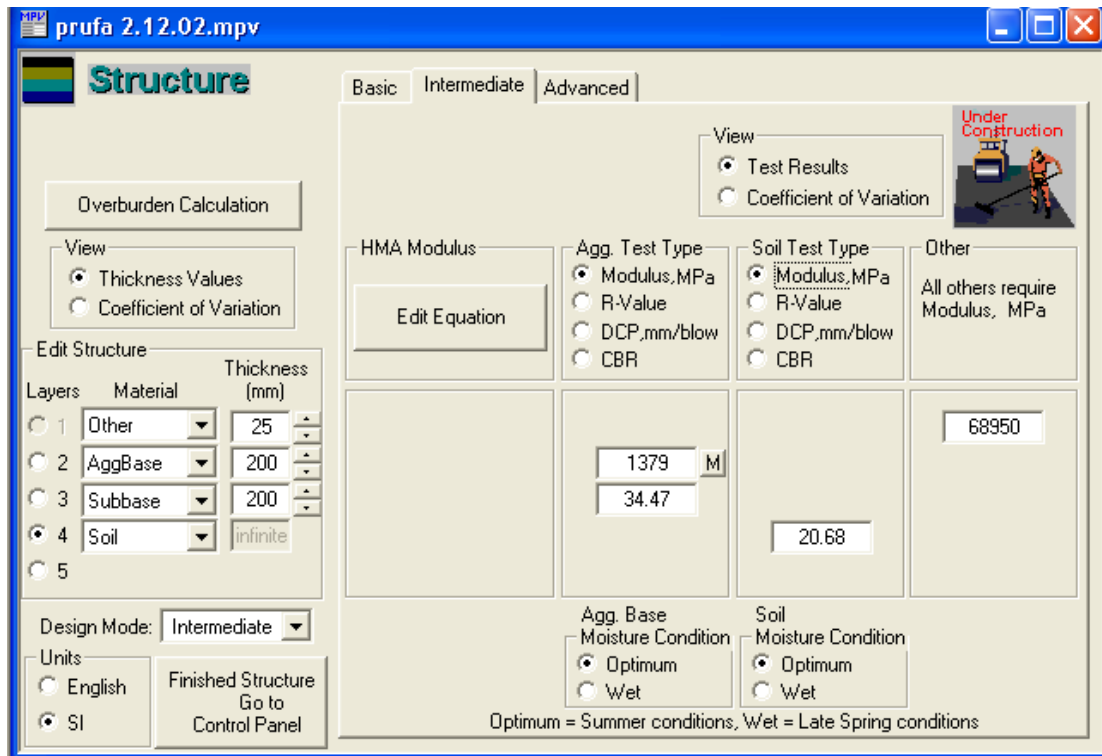 MPV
prufa 2.12.02.mpv
Structure
Basic Intermediate Advanced
Under
Construction
View
Test Results
Coefficient of Variation
Overburden Calculation
View
Thickness Values
Coefficient of Variation
HMA Modulus
Edit Equation
Agg. Test Type
Modulus,MPa
R-Value
DCP,mm/blow
CBR
Soil Test Type
Modulus,MPa
R-Value
DCP,mm/blow
CBR
Other
All others require
Modulus, MPa
Edit Structure
Layers Material Thickness
(mm)
1 Other 25
2 AggBase 200
3 Subbase 200
4 Soil infinite
5
1379 M
34.47
20.68
68950
Design Mode: Intermediate
Units
English
SI
Finished Structure
Go to
Control Panel
Agg. Base
Moisture Condition
Optimum
Wet
Soil
Moisture Condition
Optimum
Wet
Optimum = Summer conditions, Wet = Late Spring conditions